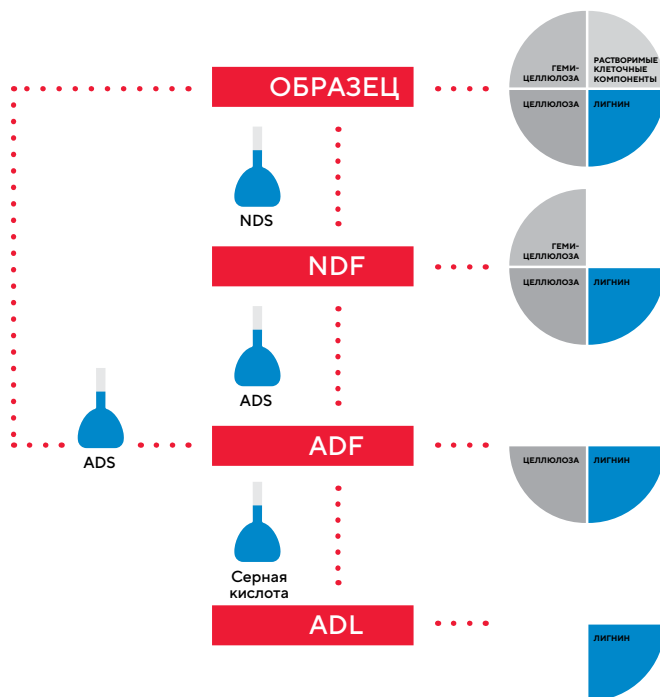 ОБРАЗЕЦ
ГЕМИ-
ЦЕЛЛЮЛОЗА
РАСТВОРИМЫЕ
КЛЕТОЧНЫЕ
КОМПОНЕНТЫ
ЦЕЛЛЮЛОЗА
ЛИГНИН
NDS
NDF
ГЕМИ-
ЦЕЛЛЮЛОЗА
ЦЕЛЛЮЛОЗА
ЛИГНИН
ADS
ADS
ADF
ЦЕЛЛЮЛОЗА
ЛИГНИН
Серная
кислота
ADL
ЛИГНИН